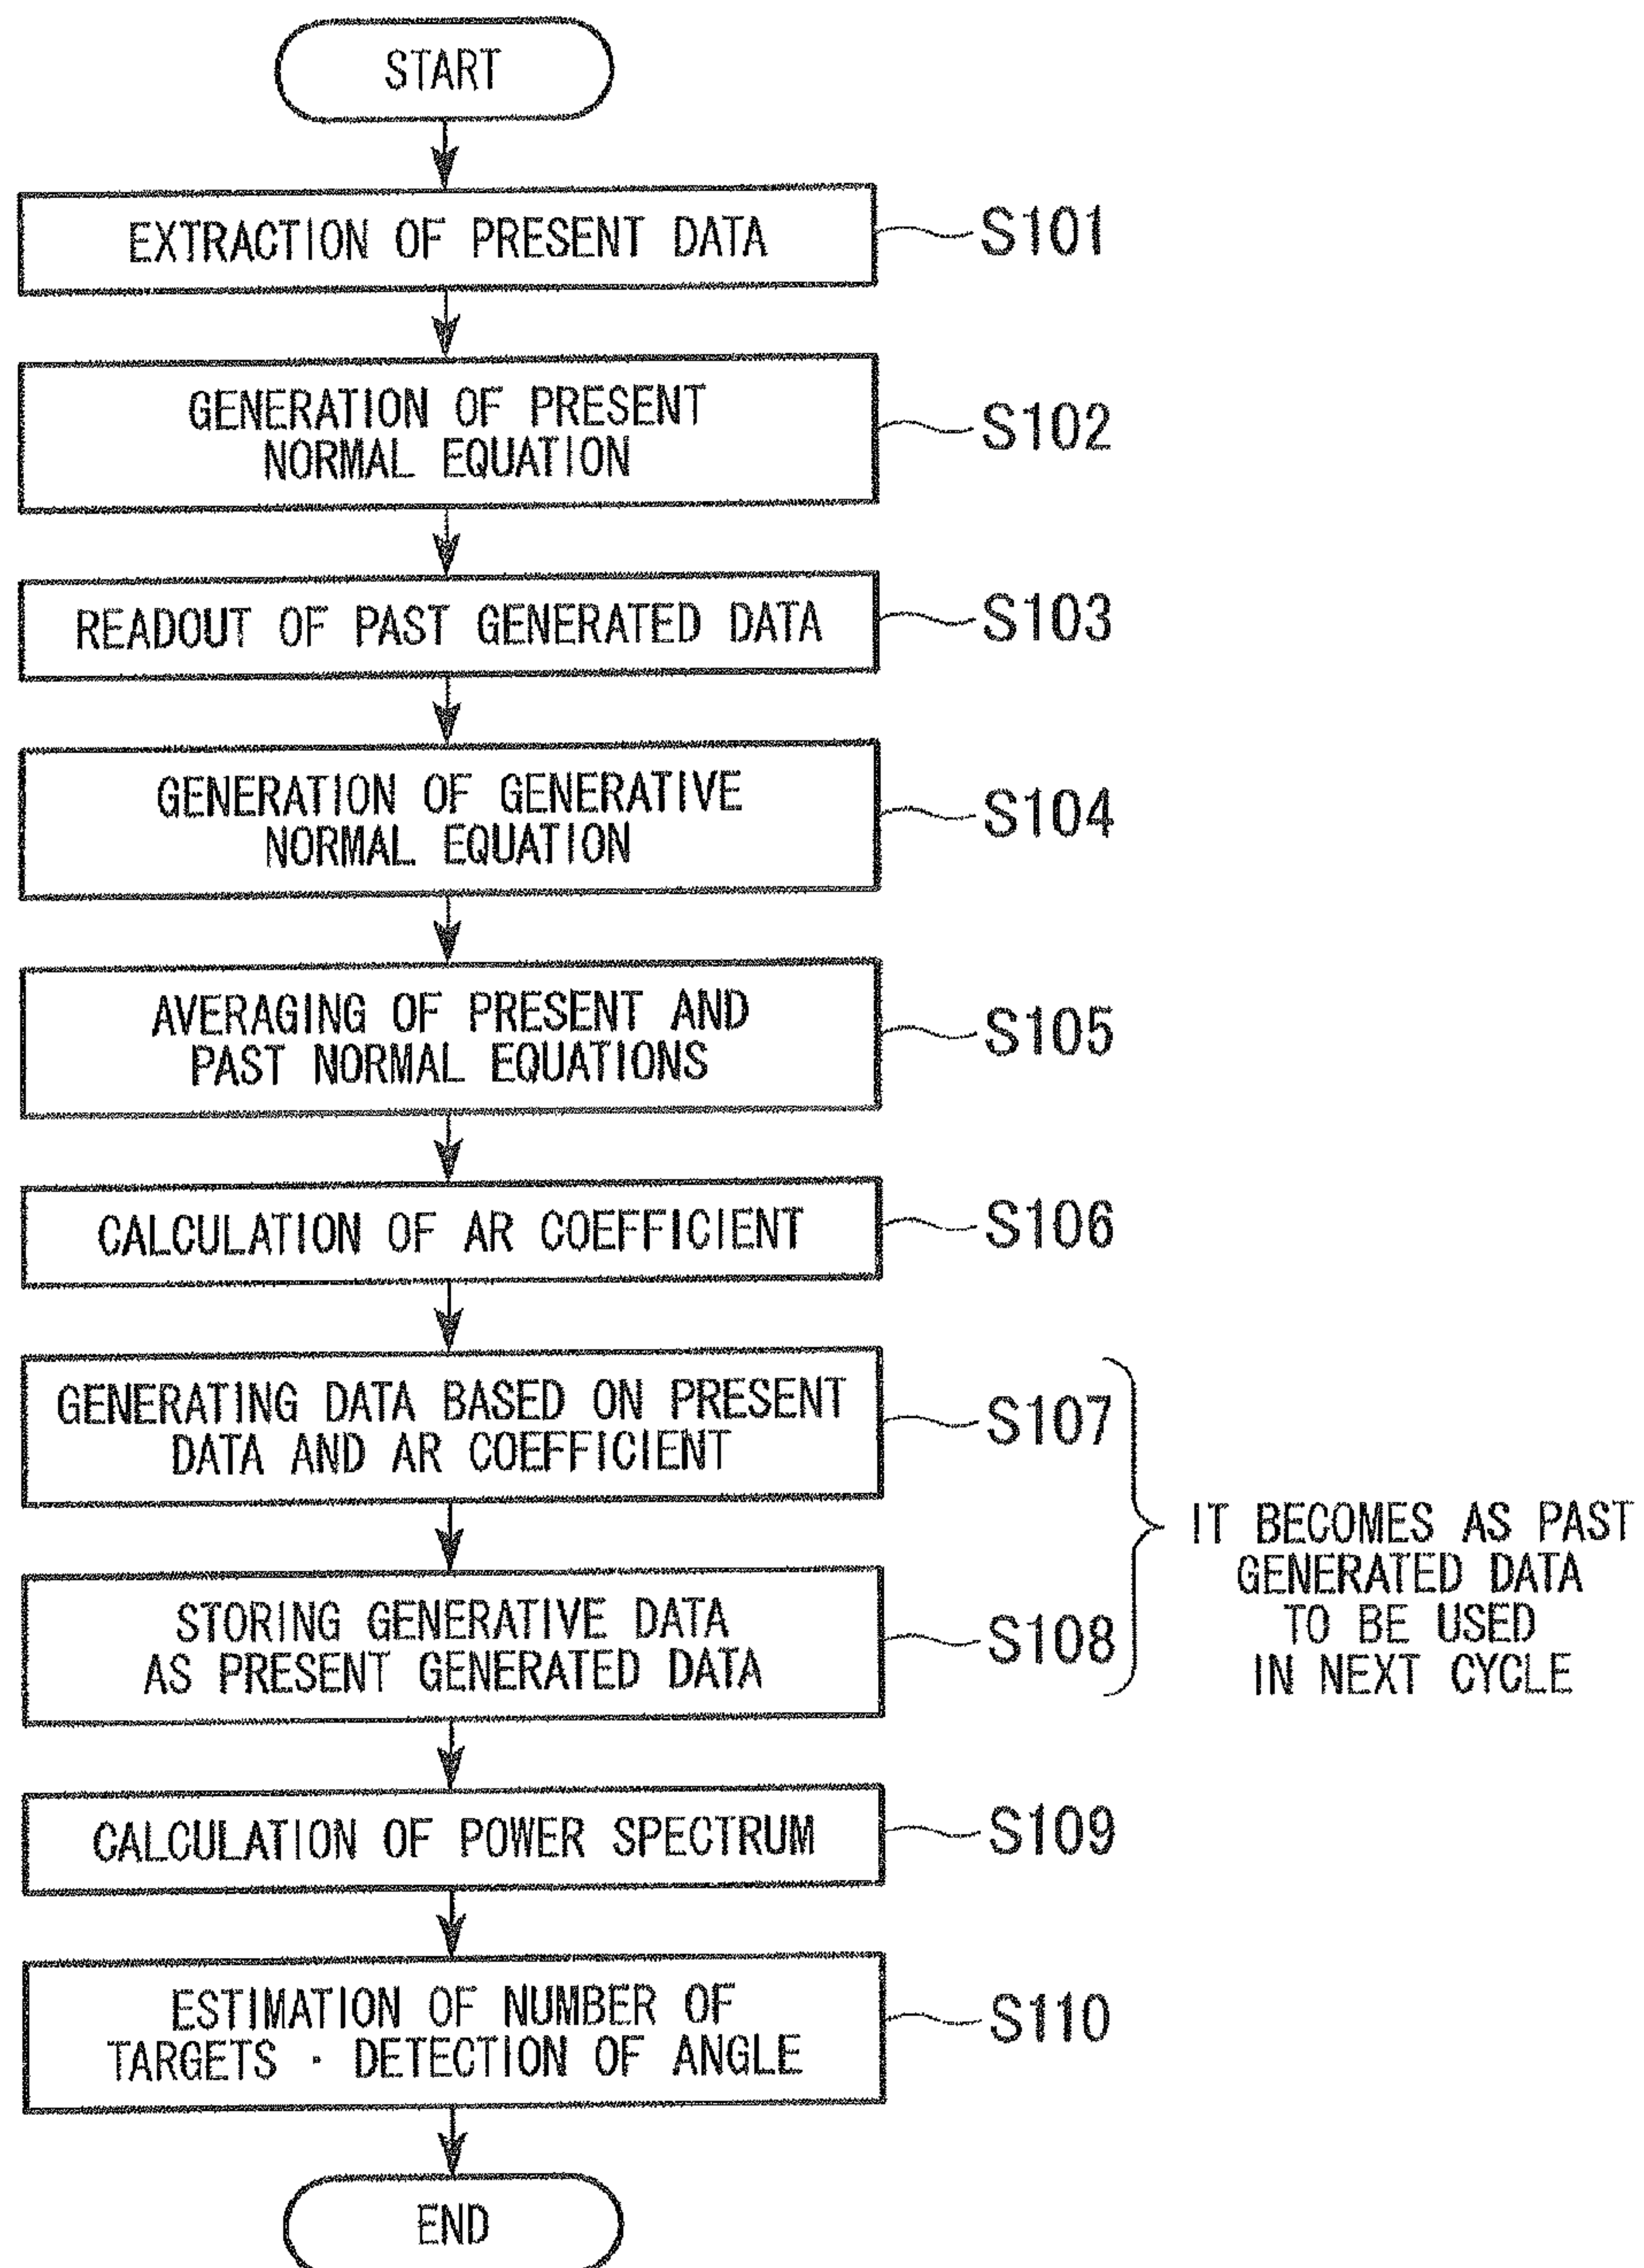 START
EXTRACTION OF PRESENT DATA
S101
GENERATION OF PRESENT
NORMAL EQUATION
S102
READOUT OF PAST GENERATED DATA
S103
GENERATION OF GENERATIVE
NORMAL EQUATION
S104
AVERAGING OF PRESENT AND
PAST NORMAL EQUATIONS
S105
CALCULATION OF AR COEFFICIENT
S106
GENERATING DATA BASED ON PRESENT
DATA AND AR COEFFICIENT
S107
STORING GENERATIVE DATA
AS PRESENT GENERATED DATA
S108
IT BECOMES AS PAST
GENERATED DATA
TO BE USED
IN NEXT CYCLE
CALCULATION OF POWER SPECTRUM
S109
ESTIMATION OF NUMBER OF
TARGETS · DETECTION OF ANGLE
S110
END